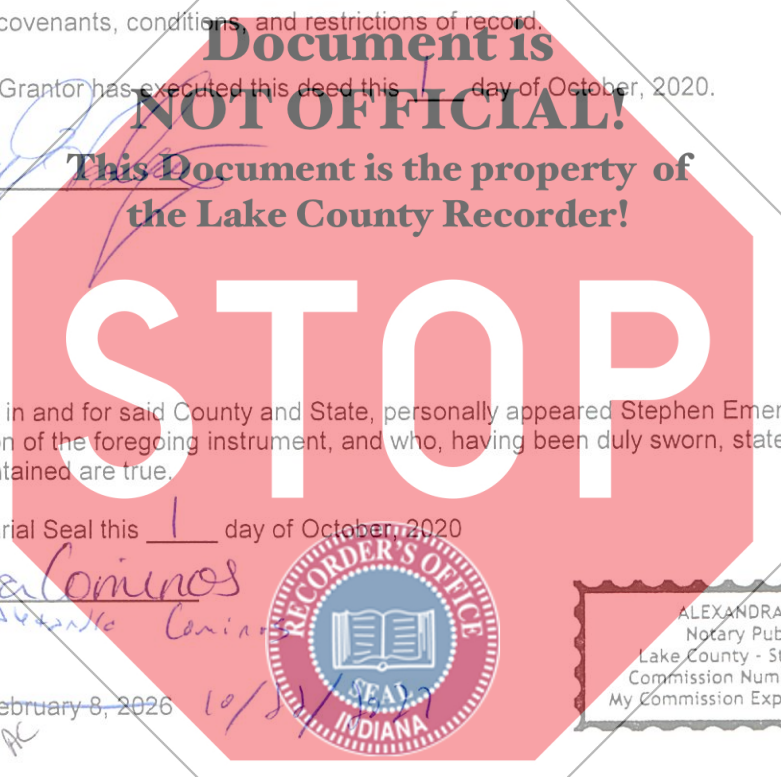 covenants, conditions, and restrictions of record.
Document is
Grantor has executed this deed this 1 day of October, 2020.
NOT OFFICIAL!
This Document is the property of
the Lake County Recorder!
STOP
in and for said County and State, personally appeared Stephen Emer
on of the foregoing instrument, and who, having been duly sworn, state
ntained are true.
rial Seal this 1 day of October, 2020
Cominos
Cominos
RECORDER'S OFFICE
SEAL
INDIANA
ALEXANDRA
Notary Pub
Lake County - St
Commission Num
My Commission Exp
ebruary 8, 2026
AC